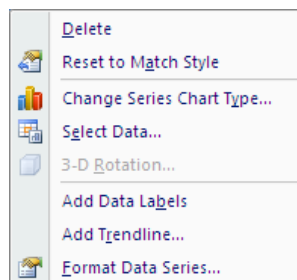 Delete
Reset to Match Style
Change Series Chart Type...
Select Data...
3-D Rotation...
Add Data Labels
Add Trendline...
Format Data Series...